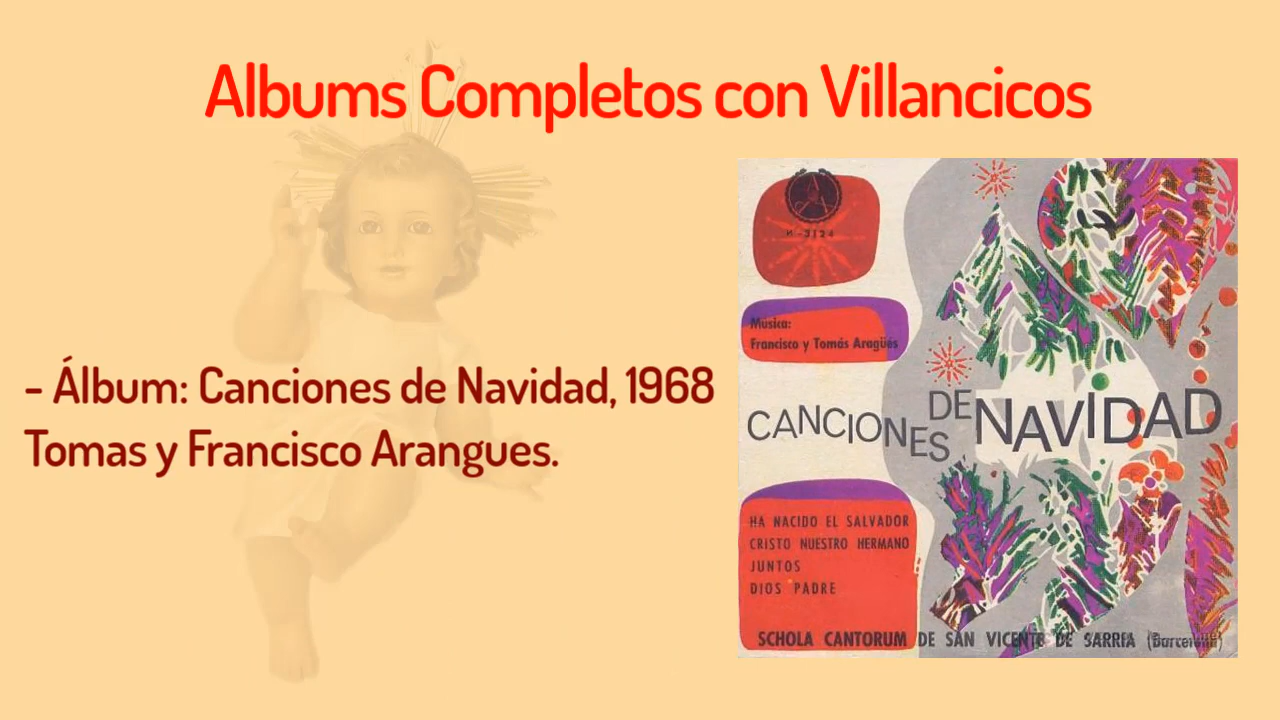 Albums Completos con Villancicos
- Álbum: Canciones de Navidad, 1968
Tomas y Francisco Arangues.
N-3124
Música:
Francisco y Tomás Aragüés
CANCIONES DE NAVIDAD
HA NACIDO EL SALVADOR
CRISTO NUESTRO HERMANO
JUNTOS
DIOS PADRE
SCHOLA CANTORUM DE SAN VICENTE DE SARRIA (Barcelona)